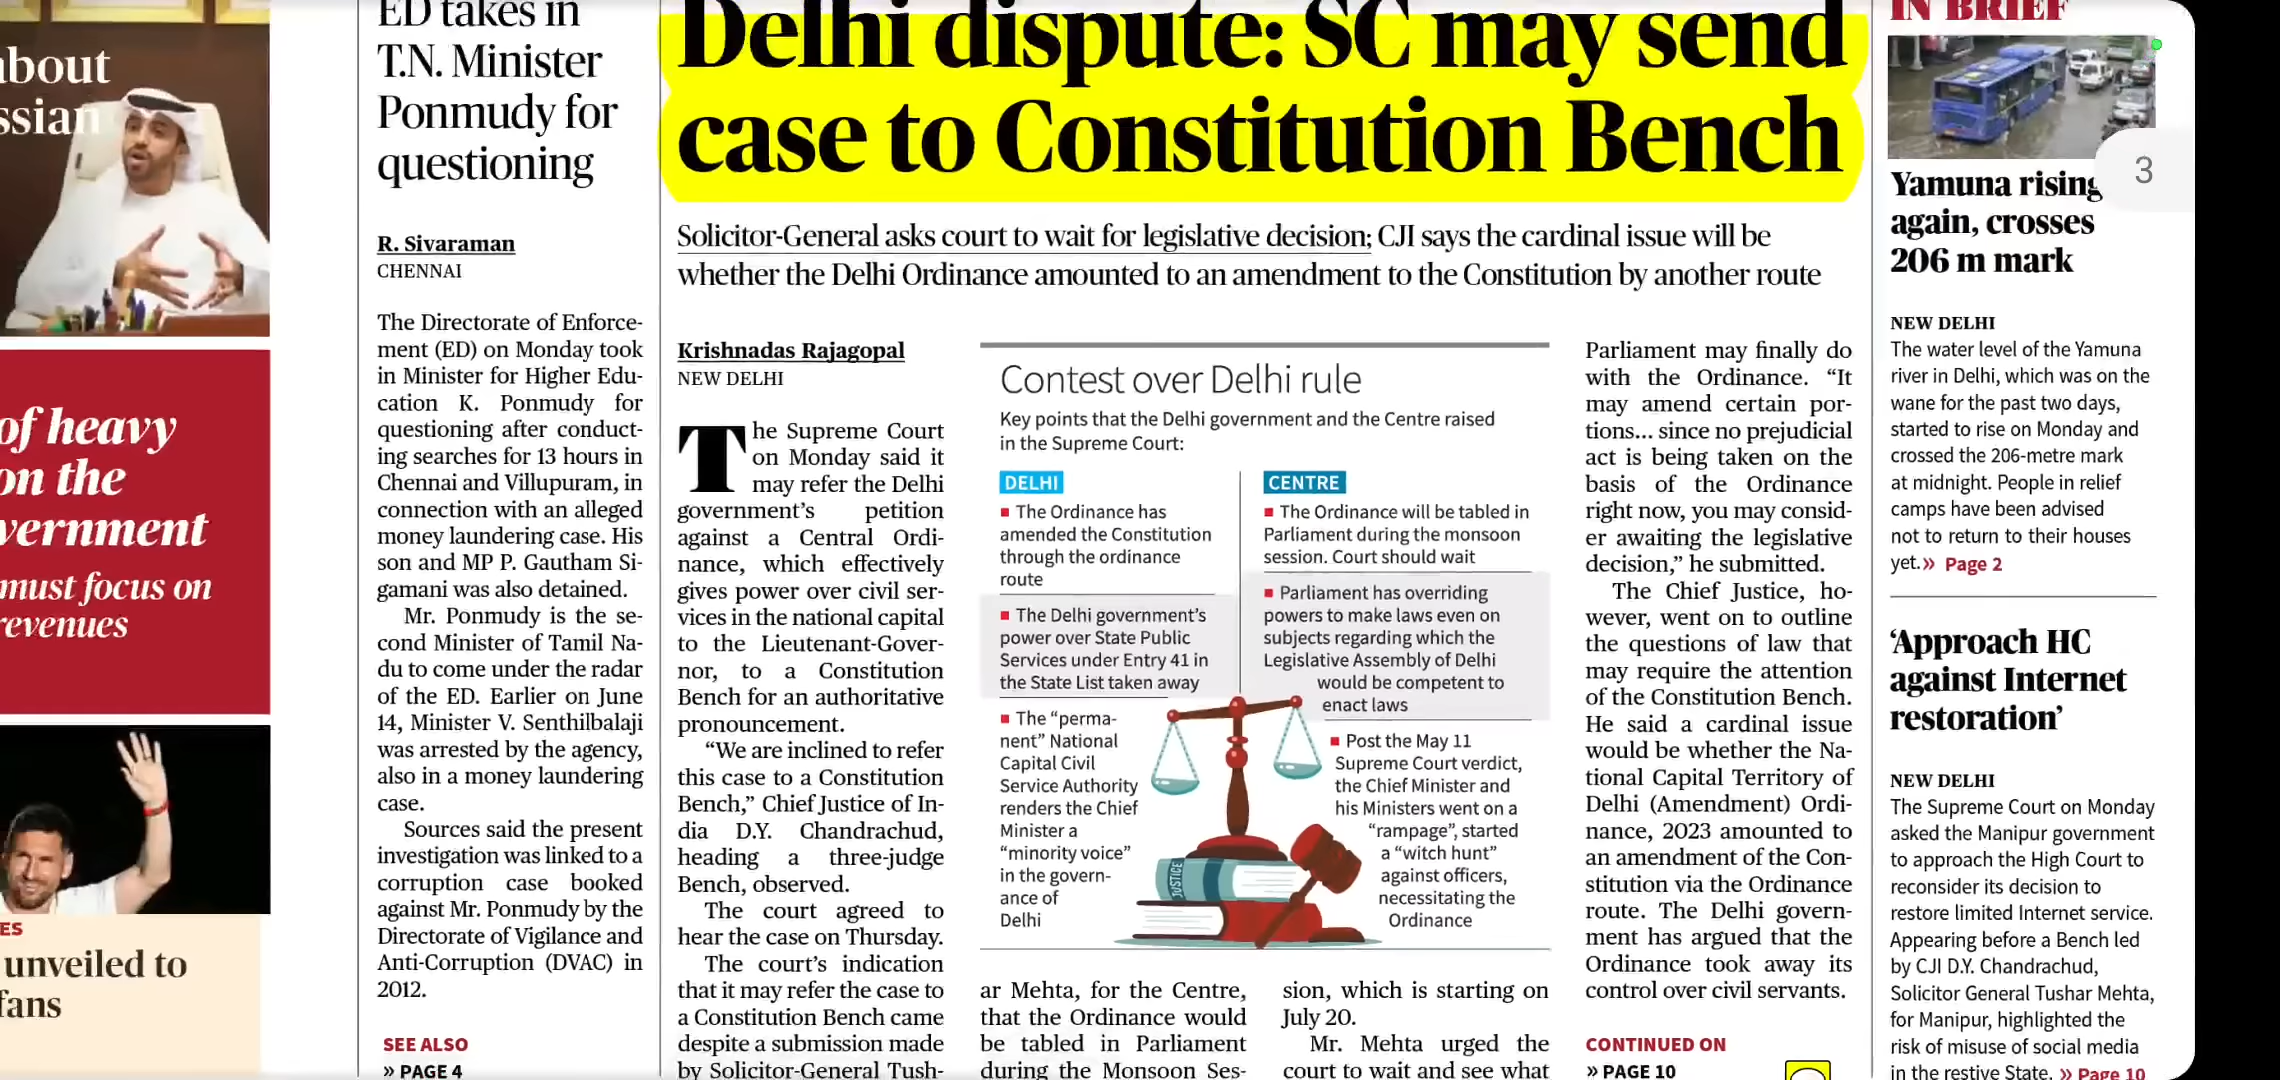 about
ssian
of heavy
on the
vernment
must focus on
revenues
ES
unveiled to
fans
ED takes in
T.N. Minister
Ponmudy for
questioning
R. Sivaraman
CHENNAI
The Directorate of Enforce-
ment (ED) on Monday took
in Minister for Higher Edu-
cation K. Ponmudy for
questioning after conduct-
ing searches for 13 hours in
Chennai and Villupuram, in
connection with an alleged
money laundering case. His
son and MP P. Gautham Si-
gamani was also detained.
Mr. Ponmudy is the se-
cond Minister of Tamil Na-
du to come under the radar
of the ED. Earlier on June
14, Minister V. Senthilbalaji
was arrested by the agency,
also in a money laundering
case.
Sources said the present
investigation was linked to a
corruption case booked
against Mr. Ponmudy by the
Directorate of Vigilance and
Anti-Corruption (DVAC) in
2012.
SEE ALSO
» PAGE 4
Delhi dispute: SC may send
case to Constitution Bench
Solicitor-General asks court to wait for legislative decision; CJI says the cardinal issue will be
whether the Delhi Ordinance amounted to an amendment to the Constitution by another route
Krishnadas Rajagopal
NEW DELHI
The Supreme Court
on Monday said it
may refer the Delhi
government's petition
against a Central Ordi-
nance, which effectively
gives power over civil ser-
vices in the national capital
to the Lieutenant-Gover-
nor, to a Constitution
Bench for an authoritative
pronouncement.
“We are inclined to refer
this case to a Constitution
Bench,” Chief Justice of In-
dia D.Y. Chandrachud,
heading a three-judge
Bench, observed.
The court agreed to
hear the case on Thursday.
The court's indication
that it may refer the case to
a Constitution Bench came
despite a submission made
by Solicitor-General Tush-
Contest over Delhi rule
Key points that the Delhi government and the Centre raised
in the Supreme Court:
DELHI
■ The Ordinance has
amended the Constitution
through the ordinance
route
■ The Delhi government's
power over State Public
Services under Entry 41 in
the State List taken away
■ The “perma-
nent” National
Capital Civil
Service Authority
renders the Chief
Minister a
“minority voice”
in the govern-
ance of
Delhi
CENTRE
■ The Ordinance will be tabled in
Parliament during the monsoon
session. Court should wait
■ Parliament has overriding
powers to make laws even on
subjects regarding which the
Legislative Assembly of Delhi
would be competent to
enact laws
■ Post the May 11
Supreme Court verdict,
the Chief Minister and
his Ministers went on a
“rampage”, started
a “witch hunt”
against officers,
necessitating the
Ordinance
JUSTICE
ar Mehta, for the Centre,
that the Ordinance would
be tabled in Parliament
during the Monsoon Ses-
sion, which is starting on
July 20.
Mr. Mehta urged the
court to wait and see what
Parliament may finally do
with the Ordinance. “It
may amend certain por-
tions... since no prejudicial
act is being taken on the
basis of the Ordinance
right now, you may consid-
er awaiting the legislative
decision,” he submitted.
The Chief Justice, ho-
wever, went on to outline
the questions of law that
may require the attention
of the Constitution Bench.
He said a cardinal issue
would be whether the Na-
tional Capital Territory of
Delhi (Amendment) Ordi-
nance, 2023 amounted to
an amendment of the Con-
stitution via the Ordinance
route. The Delhi govern-
ment has argued that the
Ordinance took away its
control over civil servants.
CONTINUED ON
» PAGE 10
IN BRIEF
3
Yamuna rising
again, crosses
206 m mark
NEW DELHI
The water level of the Yamuna
river in Delhi, which was on the
wane for the past two days,
started to rise on Monday and
crossed the 206-metre mark
at midnight. People in relief
camps have been advised
not to return to their houses
yet.» Page 2
‘Approach HC
against Internet
restoration’
NEW DELHI
The Supreme Court on Monday
asked the Manipur government
to approach the High Court to
reconsider its decision to
restore limited Internet service.
Appearing before a Bench led
by CJI D.Y. Chandrachud,
Solicitor General Tushar Mehta,
for Manipur, highlighted the
risk of misuse of social media
in the restive State. » Page 10